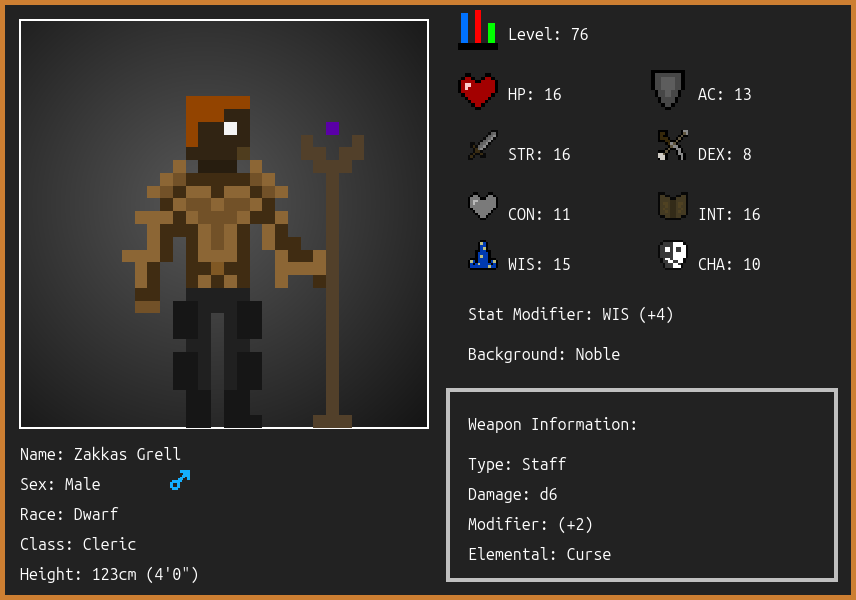 Level: 76
HP: 16
AC: 13
STR: 16
DEX: 8
CON: 11
INT: 16
WIS: 15
CHA: 10
Stat Modifier: WIS (+4)
Background: Noble
Weapon Information:
Type: Staff
Damage: d6
Modifier: (+2)
Elemental: Curse
Name: Zakkas Grell
Sex: Male
Race: Dwarf
Class: Cleric
Height: 123cm (4'0")